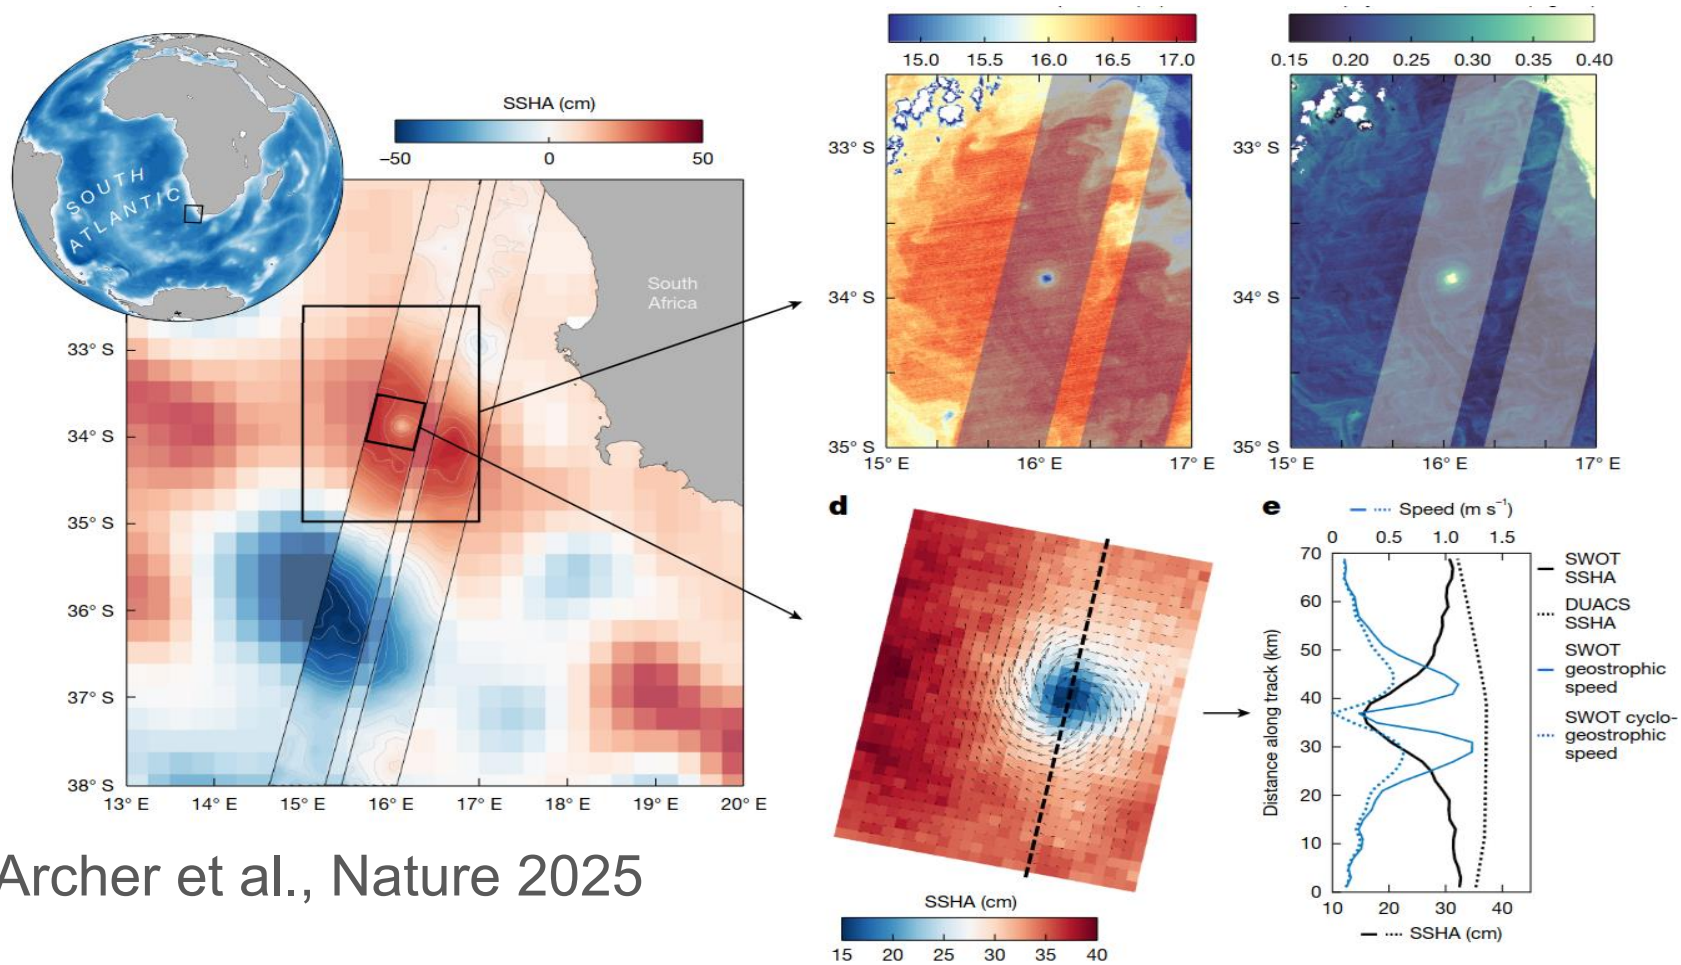 SOUTH
ATLANTIC
SSHA (cm)
−50 0 50
South
Africa
33° S
34° S
35° S
36° S
37° S
38° S
13° E 14° E 15° E 16° E 17° E 18° E 19° E 20° E
15.0 15.5 16.0 16.5 17.0
33° S
34° S
35° S
15° E 16° E 17° E
0.15 0.20 0.25 0.30 0.35 0.40
33° S
34° S
35° S
15° E 16° E 17° E
d
SSHA (cm)
15 20 25 30 35 40
e
Speed (m s−1)
0 0.5 1.0 1.5
70
60
50
40
30
20
10
0
Distance along track (km)
10 20 30 40
SSHA (cm)
SWOT
SSHA
DUACS
SSHA
SWOT
geostrophic
speed
SWOT cyclo-
geostrophic
speed
Archer et al., Nature 2025